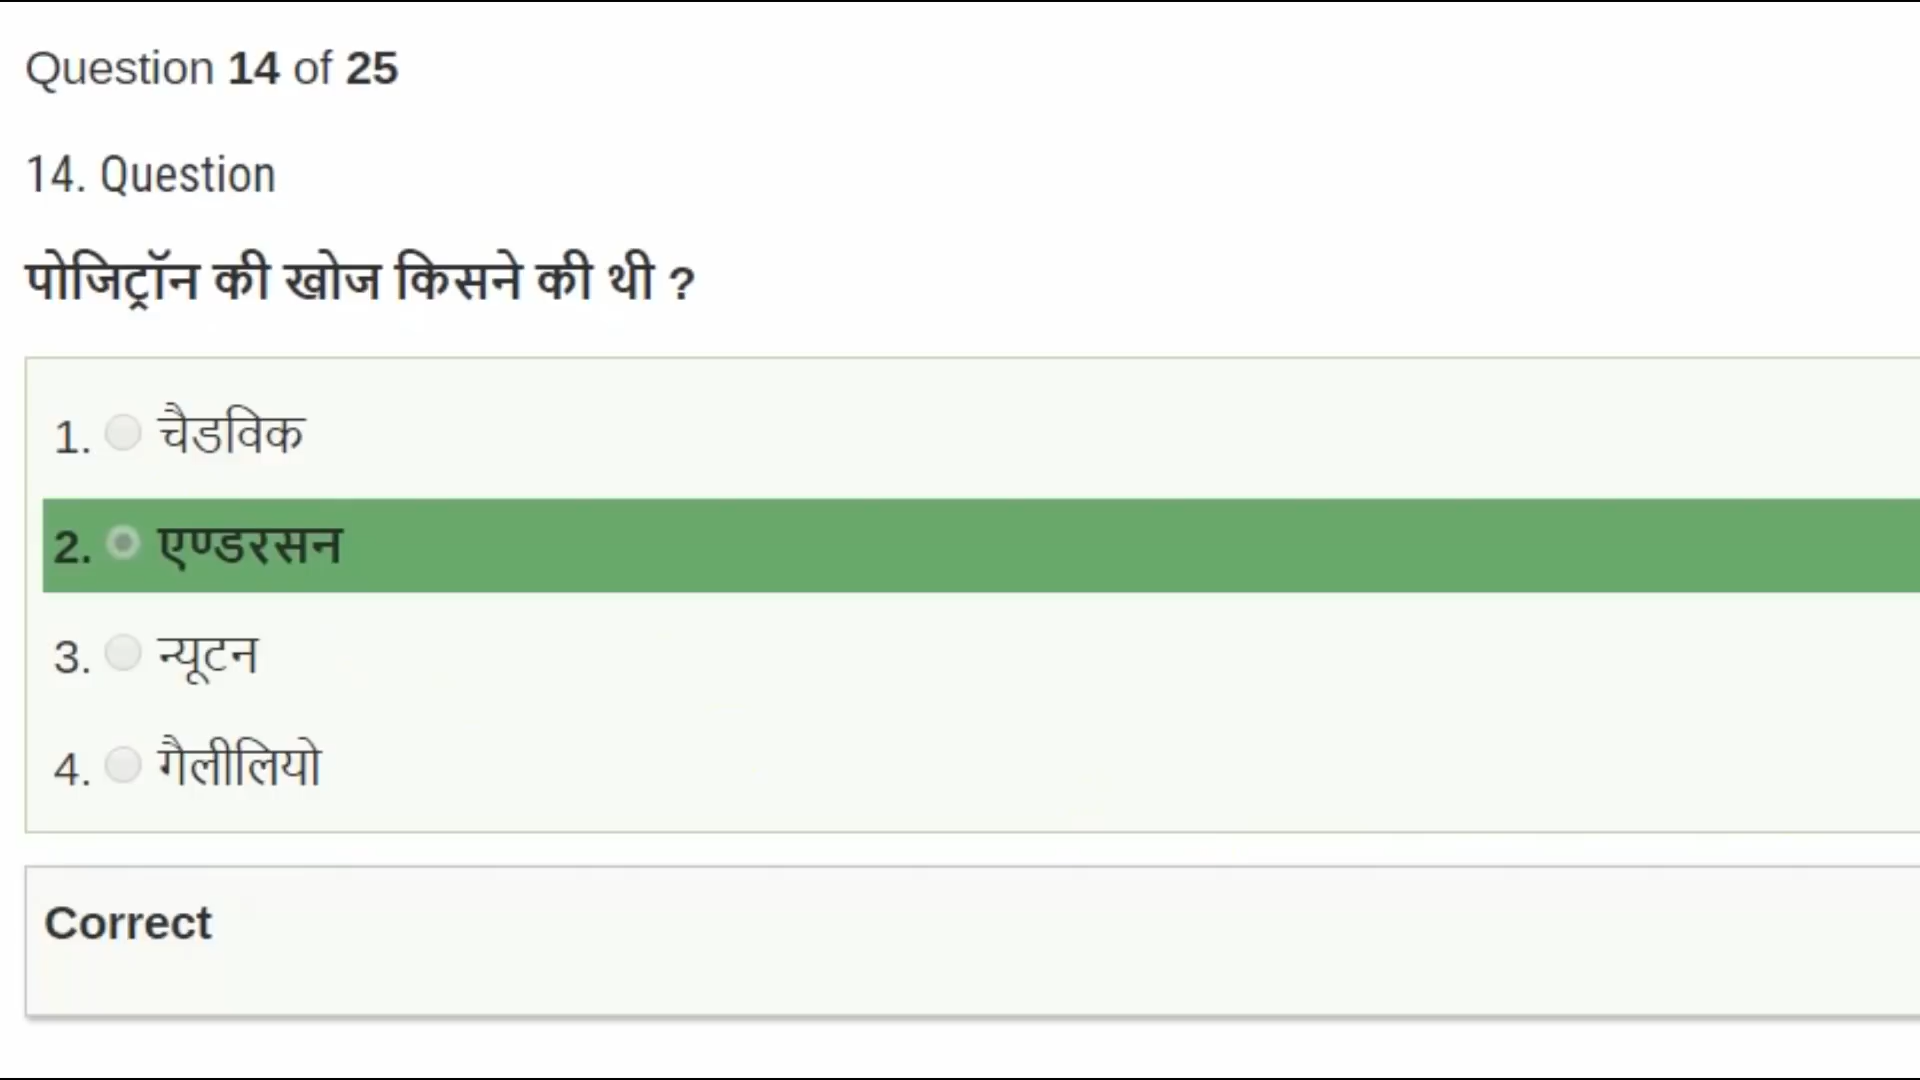 Question 14 of 25
14. Question
पोजिट्रॉन की खोज किसने की थी ?
1. चैडविक
2. एण्डरसन
3. न्यूटन
4. गैलीलियो
Correct